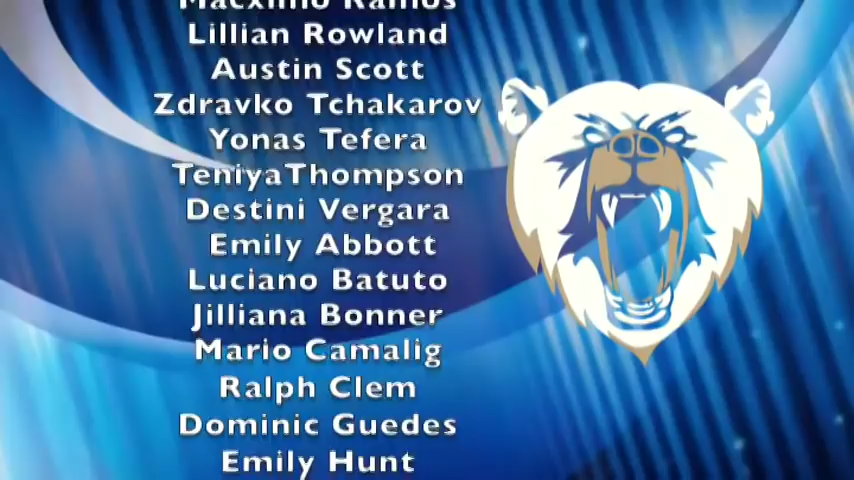 Ramos
Lillian Rowland
Austin Scott
Zdravko Tchakarov
Yonas Tefera
TeniyaThompson
Destini Vergara
Emily Abbott
Luciano Batuto
Jilliana Bonner
Mario Camalig
Ralph Clem
Dominic Guedes
Emily Hunt